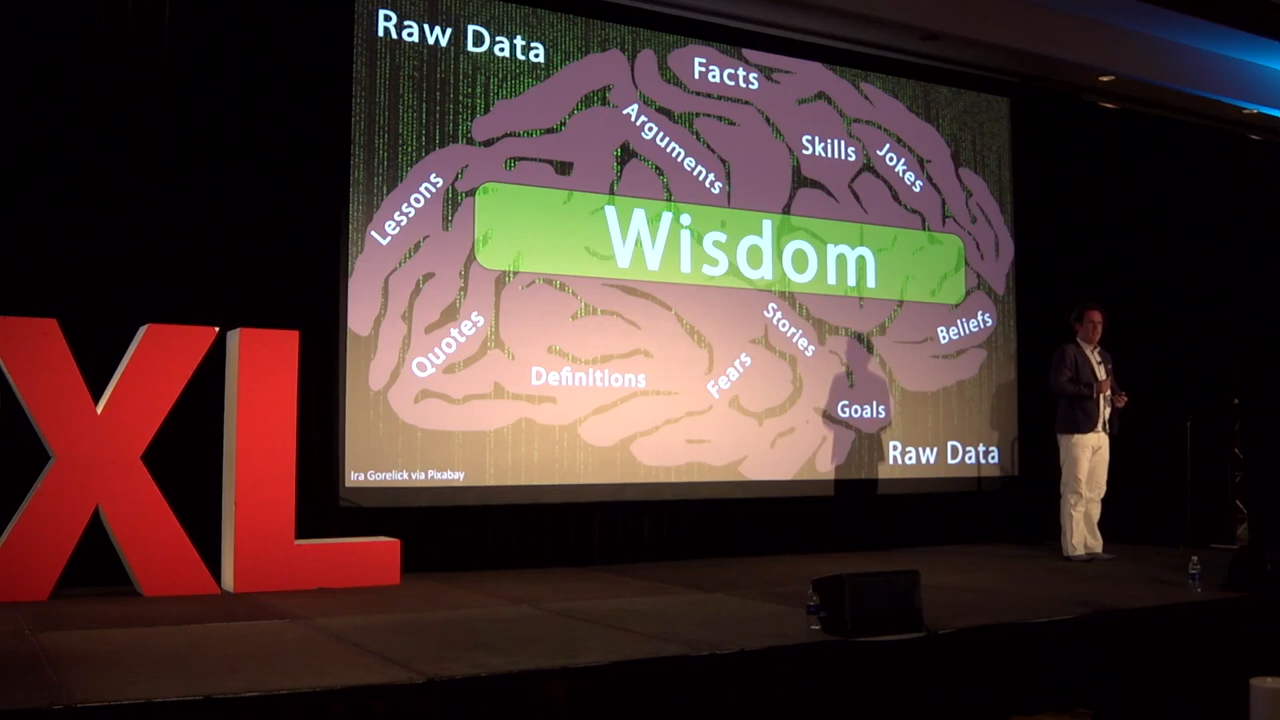 Raw Data
Facts
Arguments
Skills
Jokes
Lessons
Wisdom
Quotes
Definitions
Fears
Stories
Beliefs
Goals
Raw Data
Ira Gorelick via Pixabay
XL